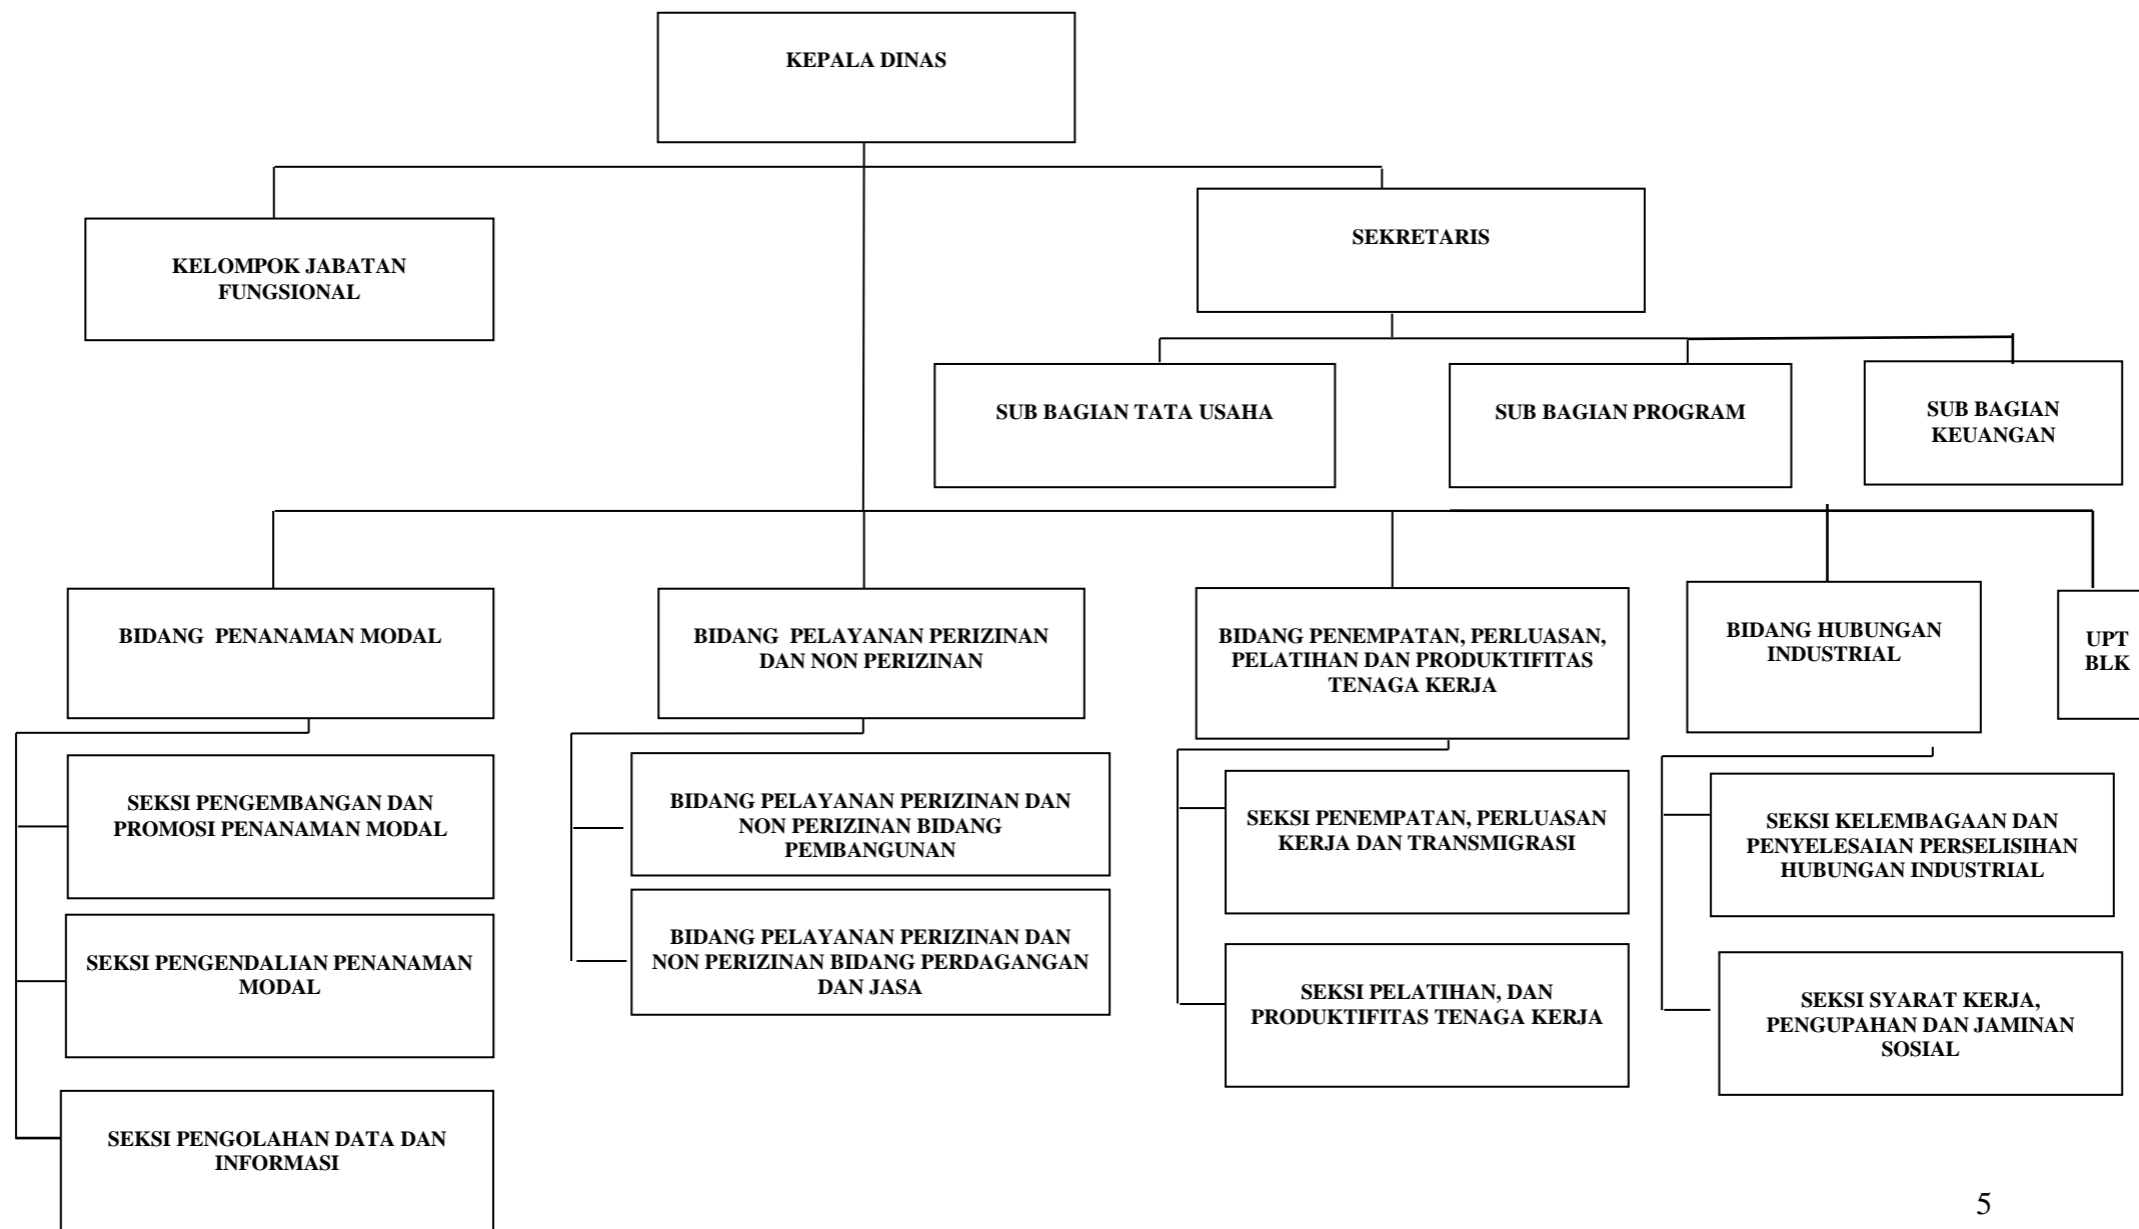 KEPALA DINAS
KELOMPOK JABATAN
FUNGSIONAL
SEKRETARIS
SUB BAGIAN TATA USAHA
SUB BAGIAN PROGRAM
SUB BAGIAN
KEUANGAN
BIDANG  PENANAMAN MODAL
BIDANG  PELAYANAN PERIZINAN
DAN NON PERIZINAN
BIDANG PENEMPATAN, PERLUASAN,
PELATIHAN DAN PRODUKTIFITAS
TENAGA KERJA
BIDANG HUBUNGAN
INDUSTRIAL
UPT
BLK
SEKSI PENGEMBANGAN DAN
PROMOSI PENANAMAN MODAL
SEKSI PENGENDALIAN PENANAMAN
MODAL
SEKSI PENGOLAHAN DATA DAN
INFORMASI
BIDANG PELAYANAN PERIZINAN DAN
NON PERIZINAN BIDANG
PEMBANGUNAN
BIDANG PELAYANAN PERIZINAN DAN
NON PERIZINAN BIDANG PERDAGANGAN
DAN JASA
SEKSI PENEMPATAN, PERLUASAN
KERJA DAN TRANSMIGRASI
SEKSI PELATIHAN, DAN
PRODUKTIFITAS TENAGA KERJA
SEKSI KELEMBAGAAN DAN
PENYELESAIAN PERSELISIHAN
HUBUNGAN INDUSTRIAL
SEKSI SYARAT KERJA,
PENGUPAHAN DAN JAMINAN
SOSIAL
5